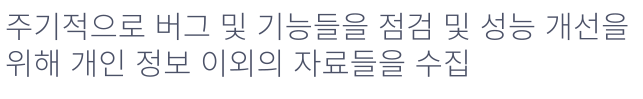 주기적으로 버그 및 기능들을 점검 및 성능 개선을
위해 개인 정보 이외의 자료들을 수집